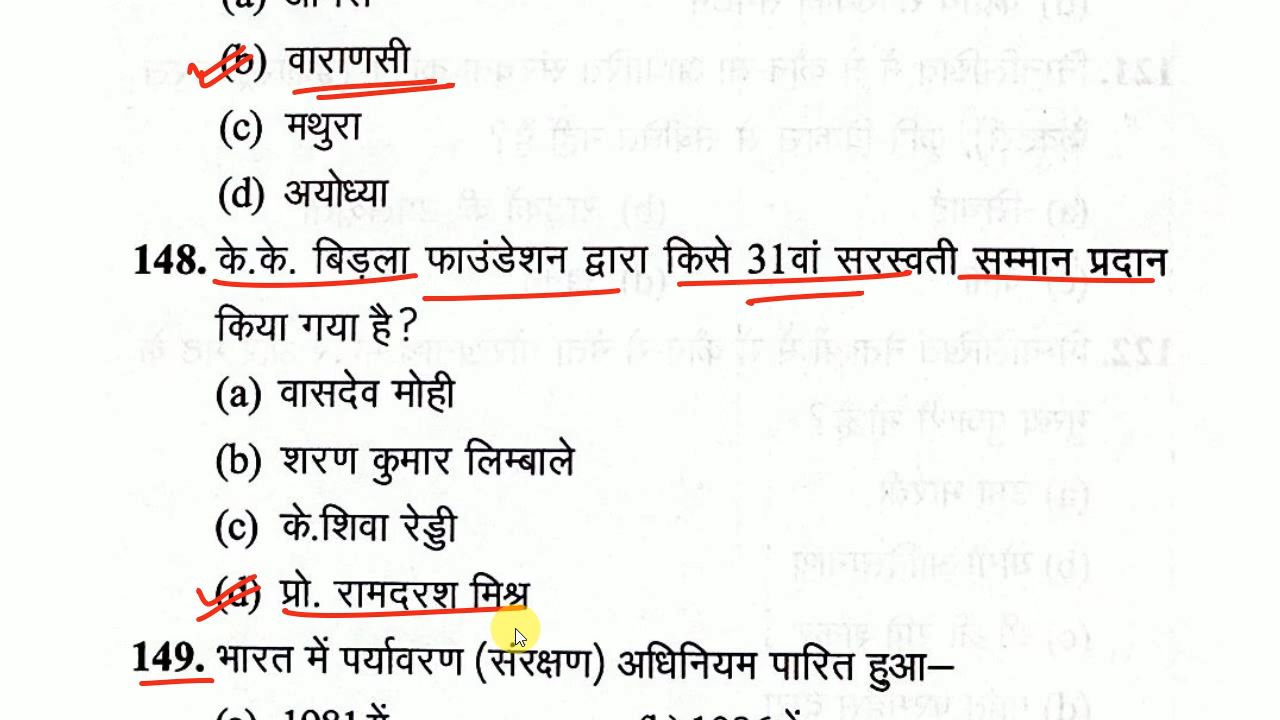 (b) वाराणसी
(c) मथुरा
(d) अयोध्या
148. के.के. बिड़ला फाउंडेशन द्वारा किसे 31वां सरस्वती सम्मान प्रदान
किया गया है?
(a) वासदेव मोही
(b) शरण कुमार लिम्बाले
(c) के.शिवा रेड्डी
(d) प्रो. रामदरश मिश्र
149. भारत में पर्यावरण (संरक्षण) अधिनियम पारित हुआ–